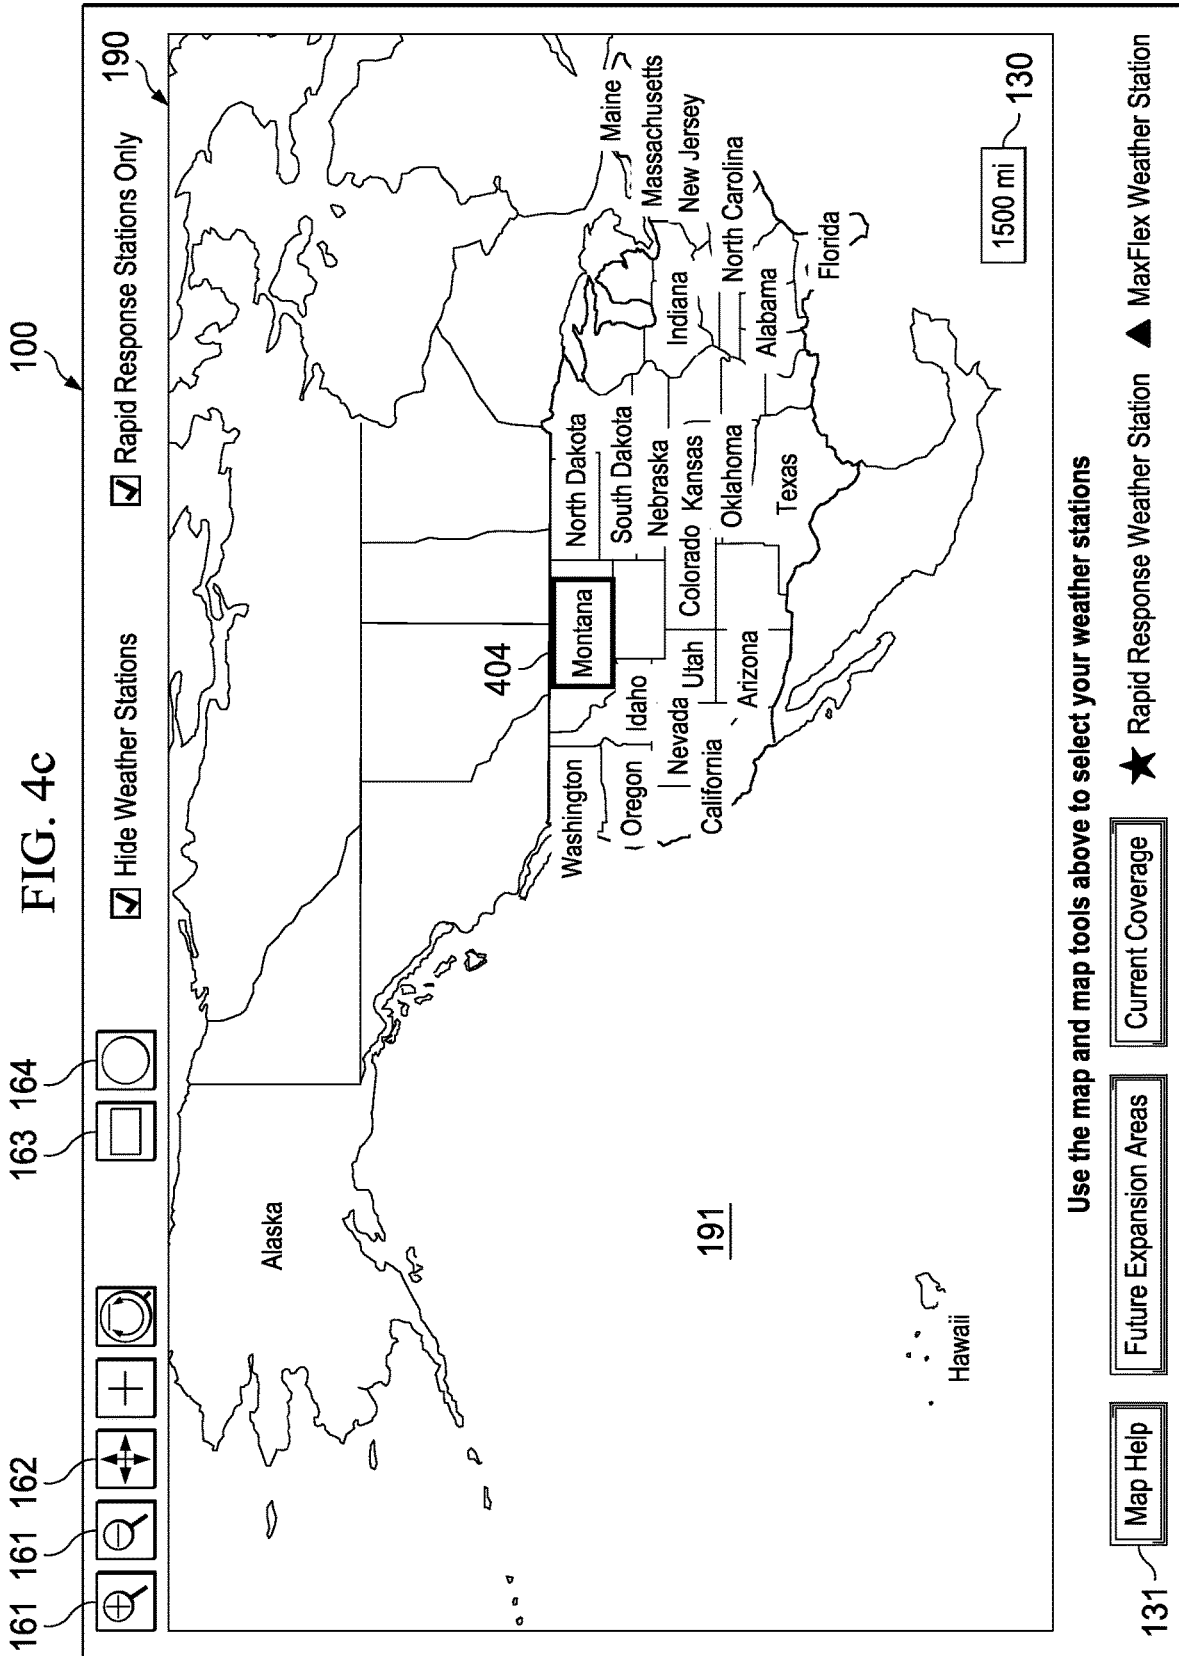 FIG. 4c
100
161
161
162
163
164
190
Hide Weather Stations
Rapid Response Stations Only
Alaska
404
Washington
Montana
North Dakota
Maine
Oregon
Idaho
South Dakota
Massachusetts
Nevada
Utah
Nebraska
Indiana
New Jersey
California
Colorado
Kansas
North Carolina
Arizona
Oklahoma
Alabama
Texas
Florida
191
Hawaii
1500 mi
130
Use the map and map tools above to select your weather stations
131
Map Help
Future Expansion Areas
Current Coverage
Rapid Response Weather Station
MaxFlex Weather Station